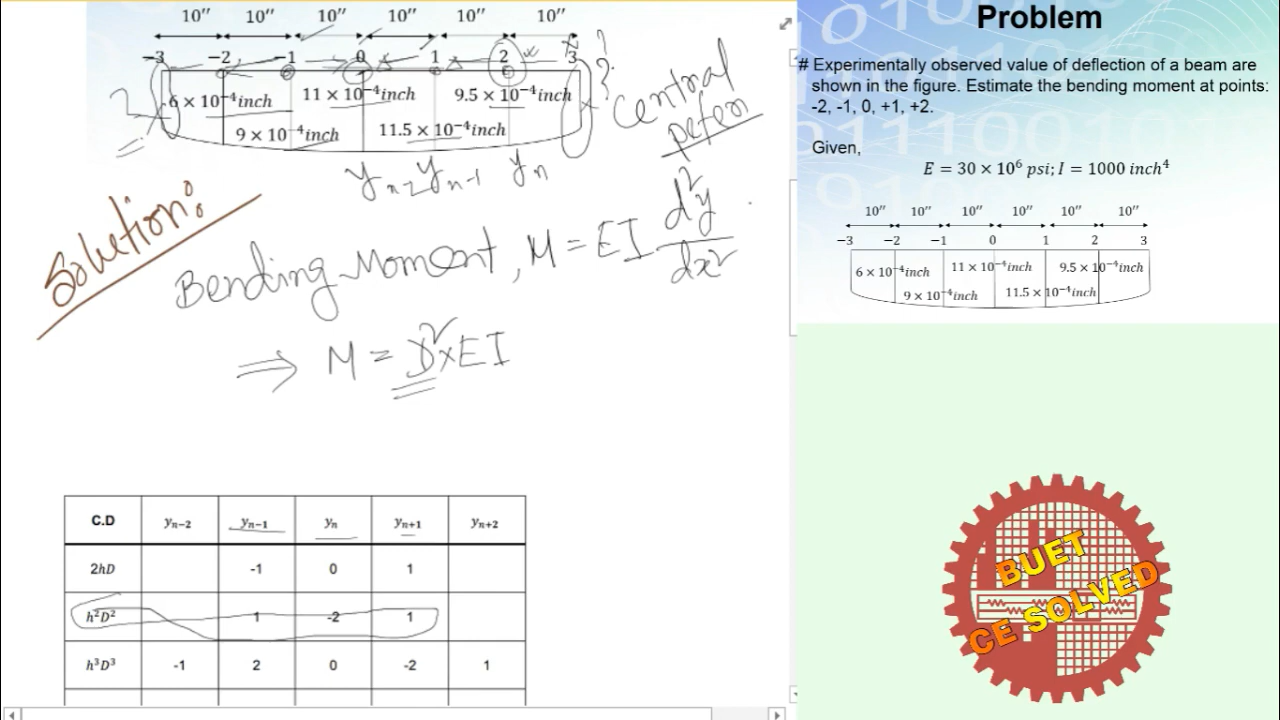 10′′ 10′′ 10′′ 10′′ 10′′ 10′′
−3 −2 −1 0 1 2 3
6 × 10⁻⁴inch 11 × 10⁻⁴inch 9.5 × 10⁻⁴inch
9 × 10⁻⁴inch 11.5 × 10⁻⁴inch
Central
yₙ₋₂ yₙ₋₁ yₙ
Solution:
Bending Moment, M = EI d²y/dx²
⇒ M = D² × EI
C.D yₙ₋₂ yₙ₋₁ yₙ yₙ₊₁ yₙ₊₂
2hD -1 0 1
h²D² 1 -2 1
h³D³ -1 2 0 -2 1
Problem
# Experimentally observed value of deflection of a beam are
shown in the figure. Estimate the bending moment at points:
-2, -1, 0, +1, +2.
Given,
E = 30 × 10⁶ psi; I = 1000 inch⁴
10′′ 10′′ 10′′ 10′′ 10′′ 10′′
−3 −2 −1 0 1 2 3
6 × 10⁻⁴inch 11 × 10⁻⁴inch 9.5 × 10⁻⁴inch
9 × 10⁻⁴inch 11.5 × 10⁻⁴inch
BUET
CE SOLVED